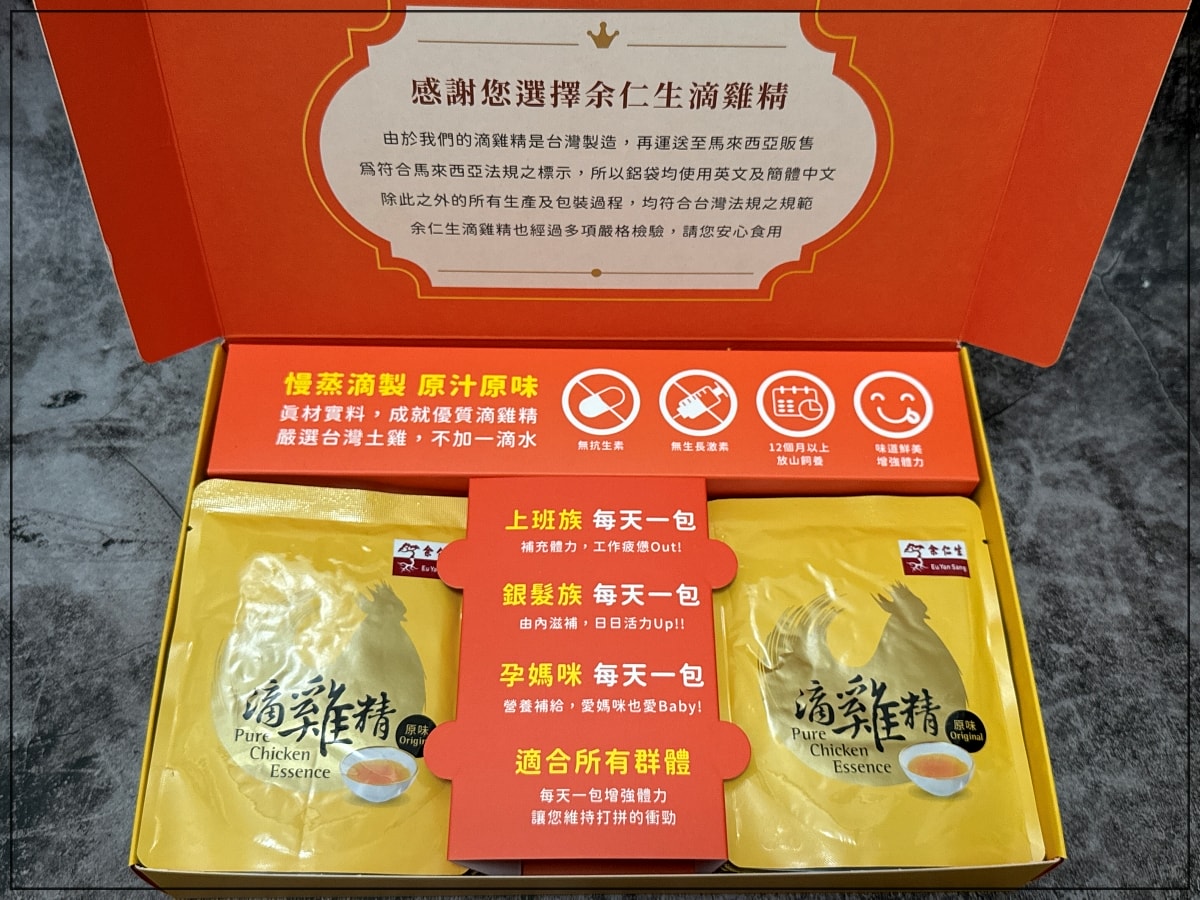 感謝您選擇余仁生滴雞精
由於我們的滴雞精是台灣製造，再運送至馬來西亞販售
爲符合馬來西亞法規之標示，所以鋁袋均使用英文及簡體中文
除此之外的所有生產及包裝過程，均符合台灣法規之規範
余仁生滴雞精也經過多項嚴格檢驗，請您安心食用
慢蒸滴製 原汁原味
眞材實料，成就優質滴雞精
嚴選台灣土雞，不加一滴水
無抗生素
無生長激素
12個月以上
放山飼養
味道鮮美
增強體力
上班族 每天一包
補充體力，工作疲憊Out!
銀髮族 每天一包
由內滋補，日日活力Up!!
孕媽咪 每天一包
營養補給，愛媽咪也愛Baby!
適合所有群體
每天一包增強體力
讓您維持打拼的衝勁
余仁
Eu Ya
滴雞精
Pure
Chicken
Essence
原味
Origin
余仁生
Eu Yan Sang
滴雞精
Pure
Chicken
Essence
原味
Original